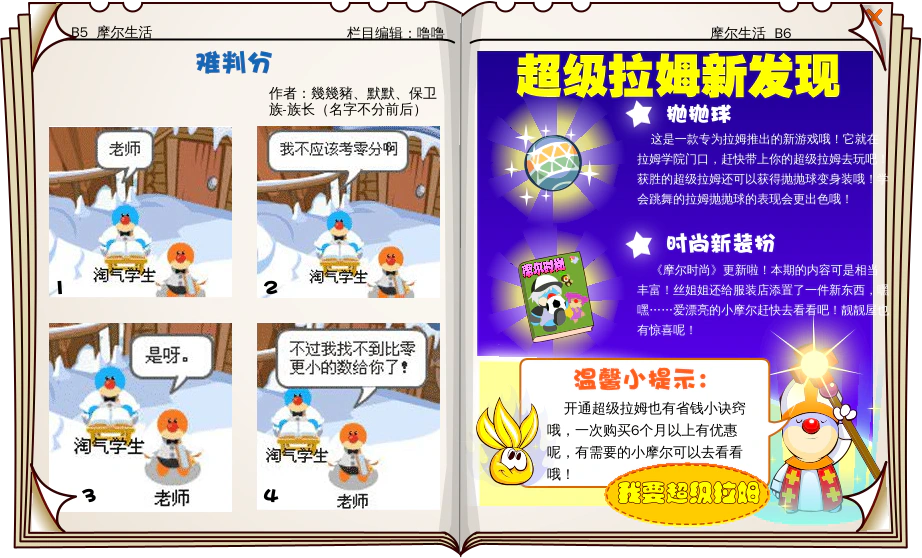 B5 摩尔生活
栏目编辑：噜噜
难判分
作者：幾幾豬、默默、保卫
族-族长（名字不分前后）
老师
淘气学生
1
我不应该考零分啊
淘气学生
2
是呀。
淘气学生
老师
3
不过我找不到比零
更小的数给你了！
淘气学生
老师
4
摩尔生活 B6
超级拉姆新发现
抛抛球
这是一款专为拉姆推出的新游戏哦！它就在
拉姆学院门口，赶快带上你的超级拉姆去玩吧
获胜的超级拉姆还可以获得抛抛球变身装哦！学
会跳舞的拉姆抛抛球的表现会更出色哦！
时尚新装扮
摩尔时尚
《摩尔时尚》更新啦！本期的内容可是相当
丰富！丝姐姐还给服装店添置了一件新东西，
嘿……爱漂亮的小摩尔赶快去看看吧！靓靓屋也
有惊喜呢！
温馨小提示：
开通超级拉姆也有省钱小诀窍
哦，一次购买6个月以上有优惠
呢，有需要的小摩尔可以去看看
哦！
我要超级拉姆